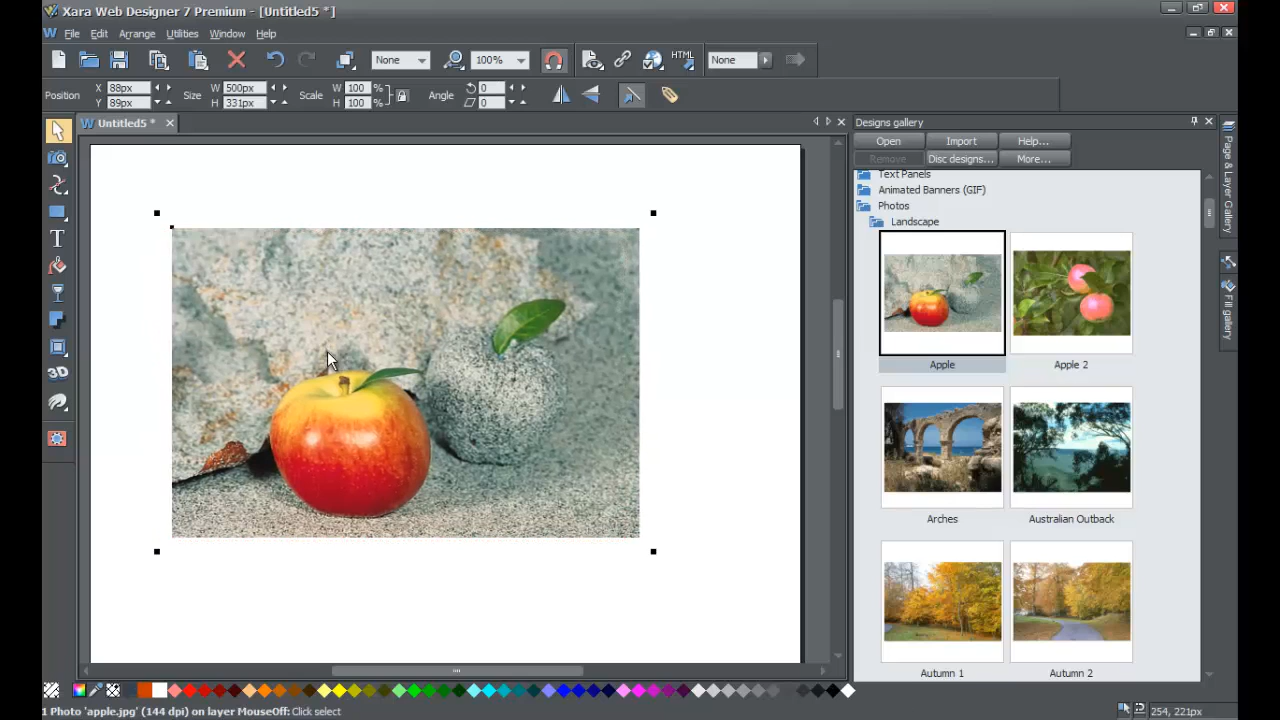 Xara Web Designer 7 Premium - [Untitled5 *]
File Edit Arrange Utilities Window Help
None 100% HTML None
Position X 88px Size W 500px Scale W 100 % Angle 0
Y 89px H 331px H 100 % 0
Untitled5 *
Designs gallery
Open Import Help...
Remove Disc designs... More...
Text Panels
Animated Banners (GIF)
Photos
Landscape
Apple Apple 2
Arches Australian Outback
Autumn 1 Autumn 2
Page & Layer Gallery
Fill gallery
T
3D
1 Photo 'apple.jpg' (144 dpi) on layer MouseOff: Click select 254, 221px